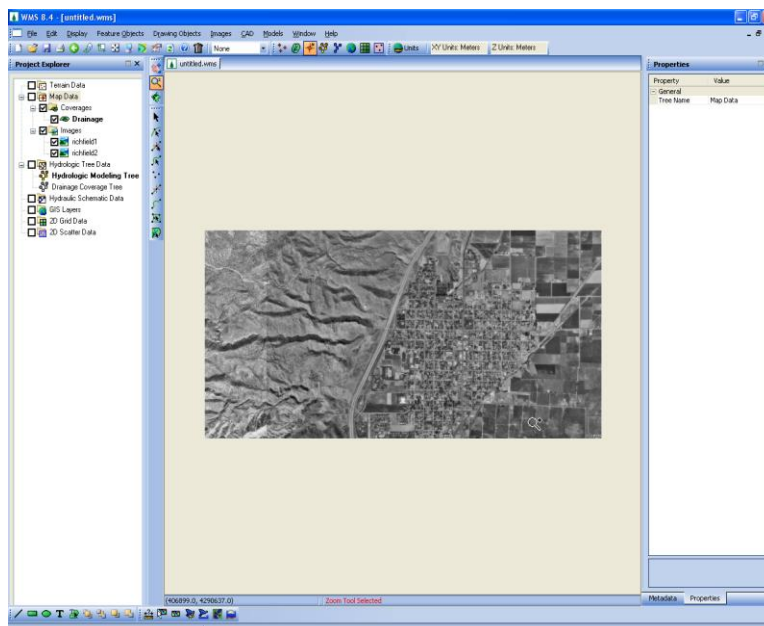 WMS 8.4 - [untitled.wms]
File Edit Display Feature Objects Drawing Objects Images CAD Models Window Help
None Units XY Units: Meters Z Units: Meters
Project Explorer
untitled.wms
Properties
Terrain Data
Map Data
Coverages
Drainage
Images
richfield1
richfield2
Hydrologic Tree Data
Hydrologic Modeling Tree
Drainage Coverage Tree
Hydraulic Schematic Data
GIS Layers
2D Grid Data
2D Scatter Data
Property Value
General
Tree Name Map Data
(406899.0, 4290637.0) Zoom Tool Selected
Metadata Properties
T